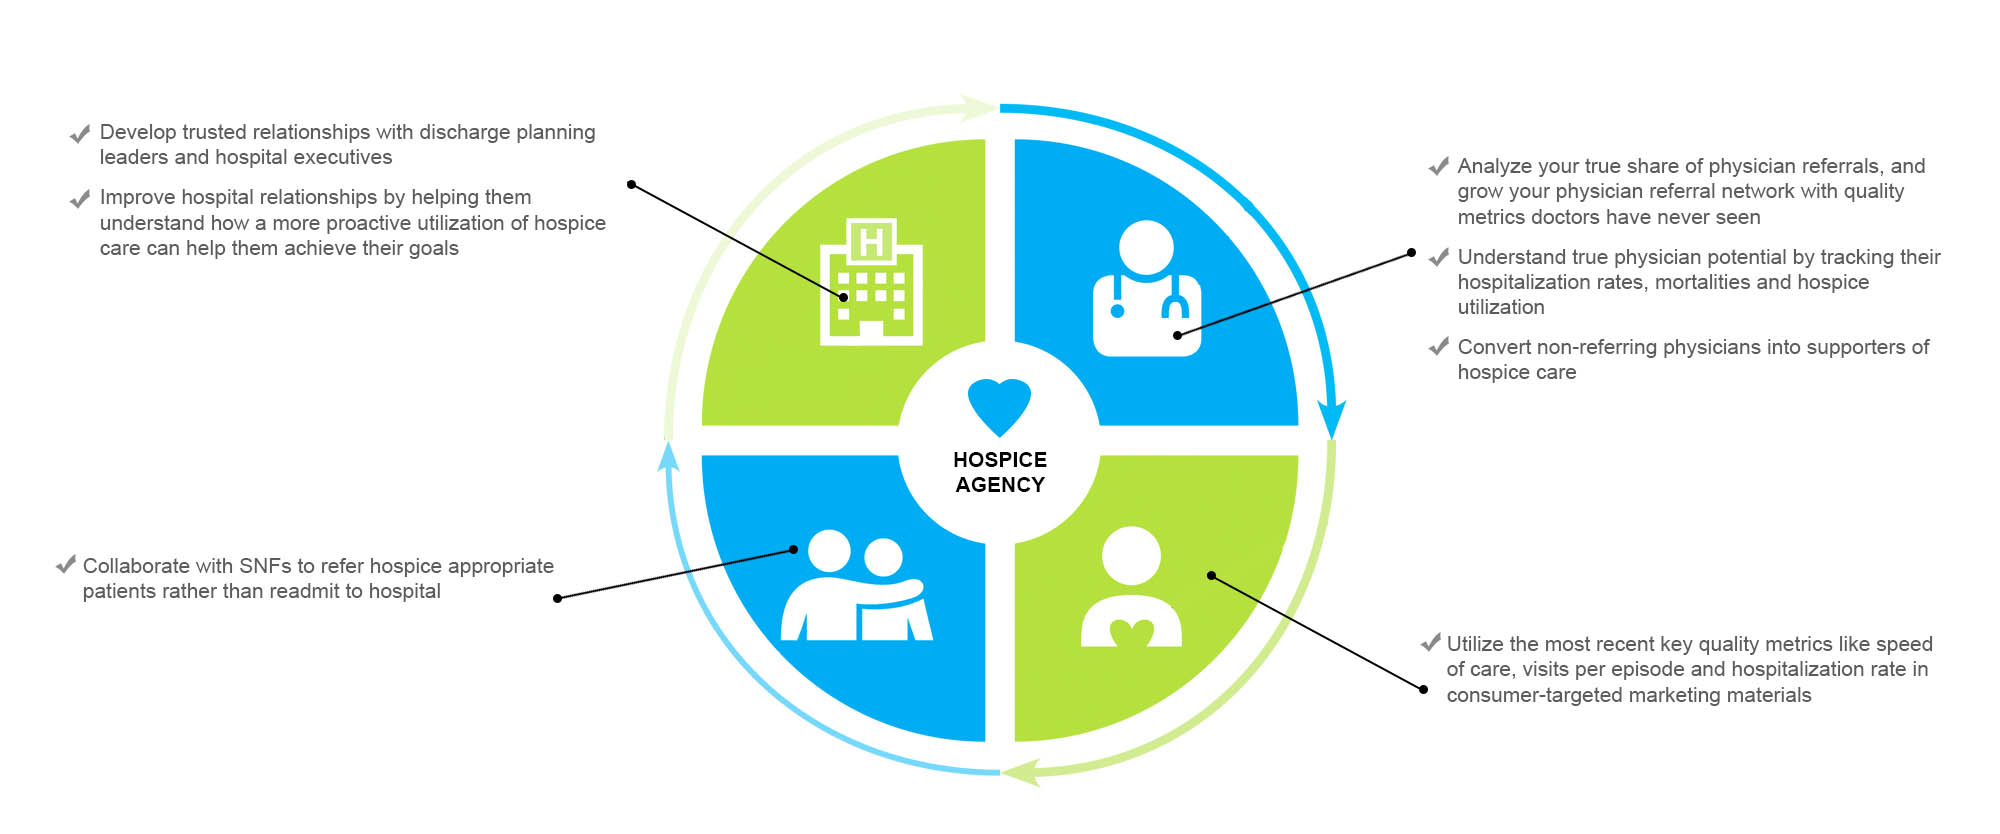 Develop trusted relationships with discharge planning
leaders and hospital executives
Improve hospital relationships by helping them
understand how a more proactive utilization of hospice
care can help them achieve their goals
H
Analyze your true share of physician referrals, and
grow your physician referral network with quality
metrics doctors have never seen
Understand true physician potential by tracking their
hospitalization rates, mortalities and hospice
utilization
Convert non-referring physicians into supporters of
hospice care
HOSPICE
AGENCY
Collaborate with SNFs to refer hospice appropriate
patients rather than readmit to hospital
Utilize the most recent key quality metrics like speed
of care, visits per episode and hospitalization rate in
consumer-targeted marketing materials